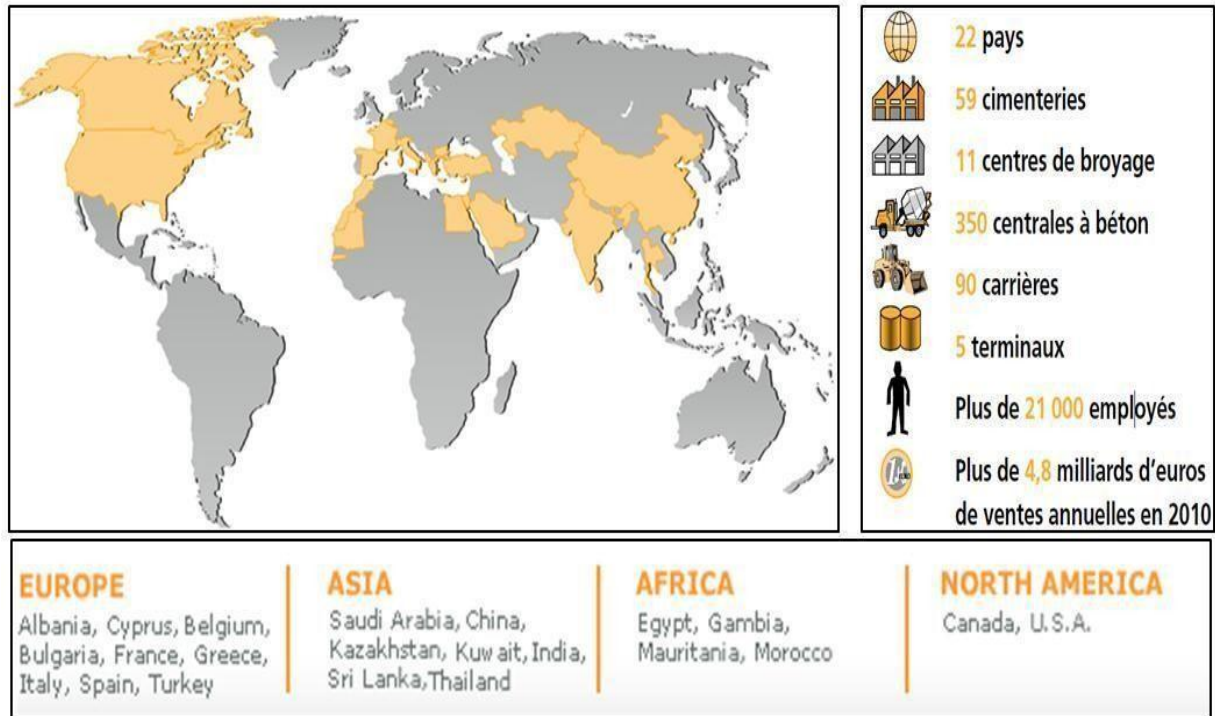 22 pays
59 cimenteries
11 centres de broyage
350 centrales à béton
90 carrières
5 terminaux
Plus de 21 000 employés
Plus de 4,8 milliards d'euros
de ventes annuelles en 2010
EUROPE
Albania, Cyprus, Belgium,
Bulgaria, France, Greece,
Italy, Spain, Turkey
ASIA
Saudi Arabia, China,
Kazakhstan, Kuwait, India,
Sri Lanka, Thailand
AFRICA
Egypt, Gambia,
Mauritania, Morocco
NORTH AMERICA
Canada, U.S.A.